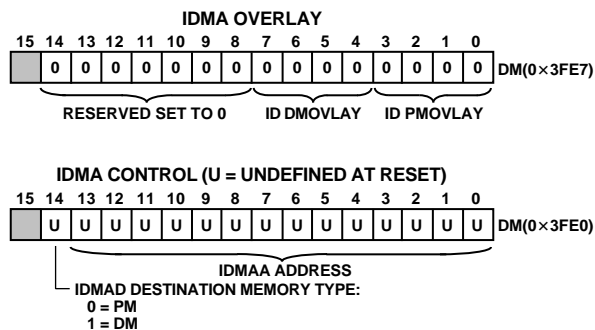 IDMA OVERLAY
15 14 13 12 11 10 9 8 7 6 5 4 3 2 1 0
0 0 0 0 0 0 0 0 0 0 0 0 0 0 0 DM(0×3FE7)
RESERVED SET TO 0 ID DMOVLAY ID PMOVLAY
IDMA CONTROL (U = UNDEFINED AT RESET)
15 14 13 12 11 10 9 8 7 6 5 4 3 2 1 0
U U U U U U U U U U U U U U U DM(0×3FE0)
IDMAA ADDRESS
IDMAD DESTINATION MEMORY TYPE:
0 = PM
1 = DM